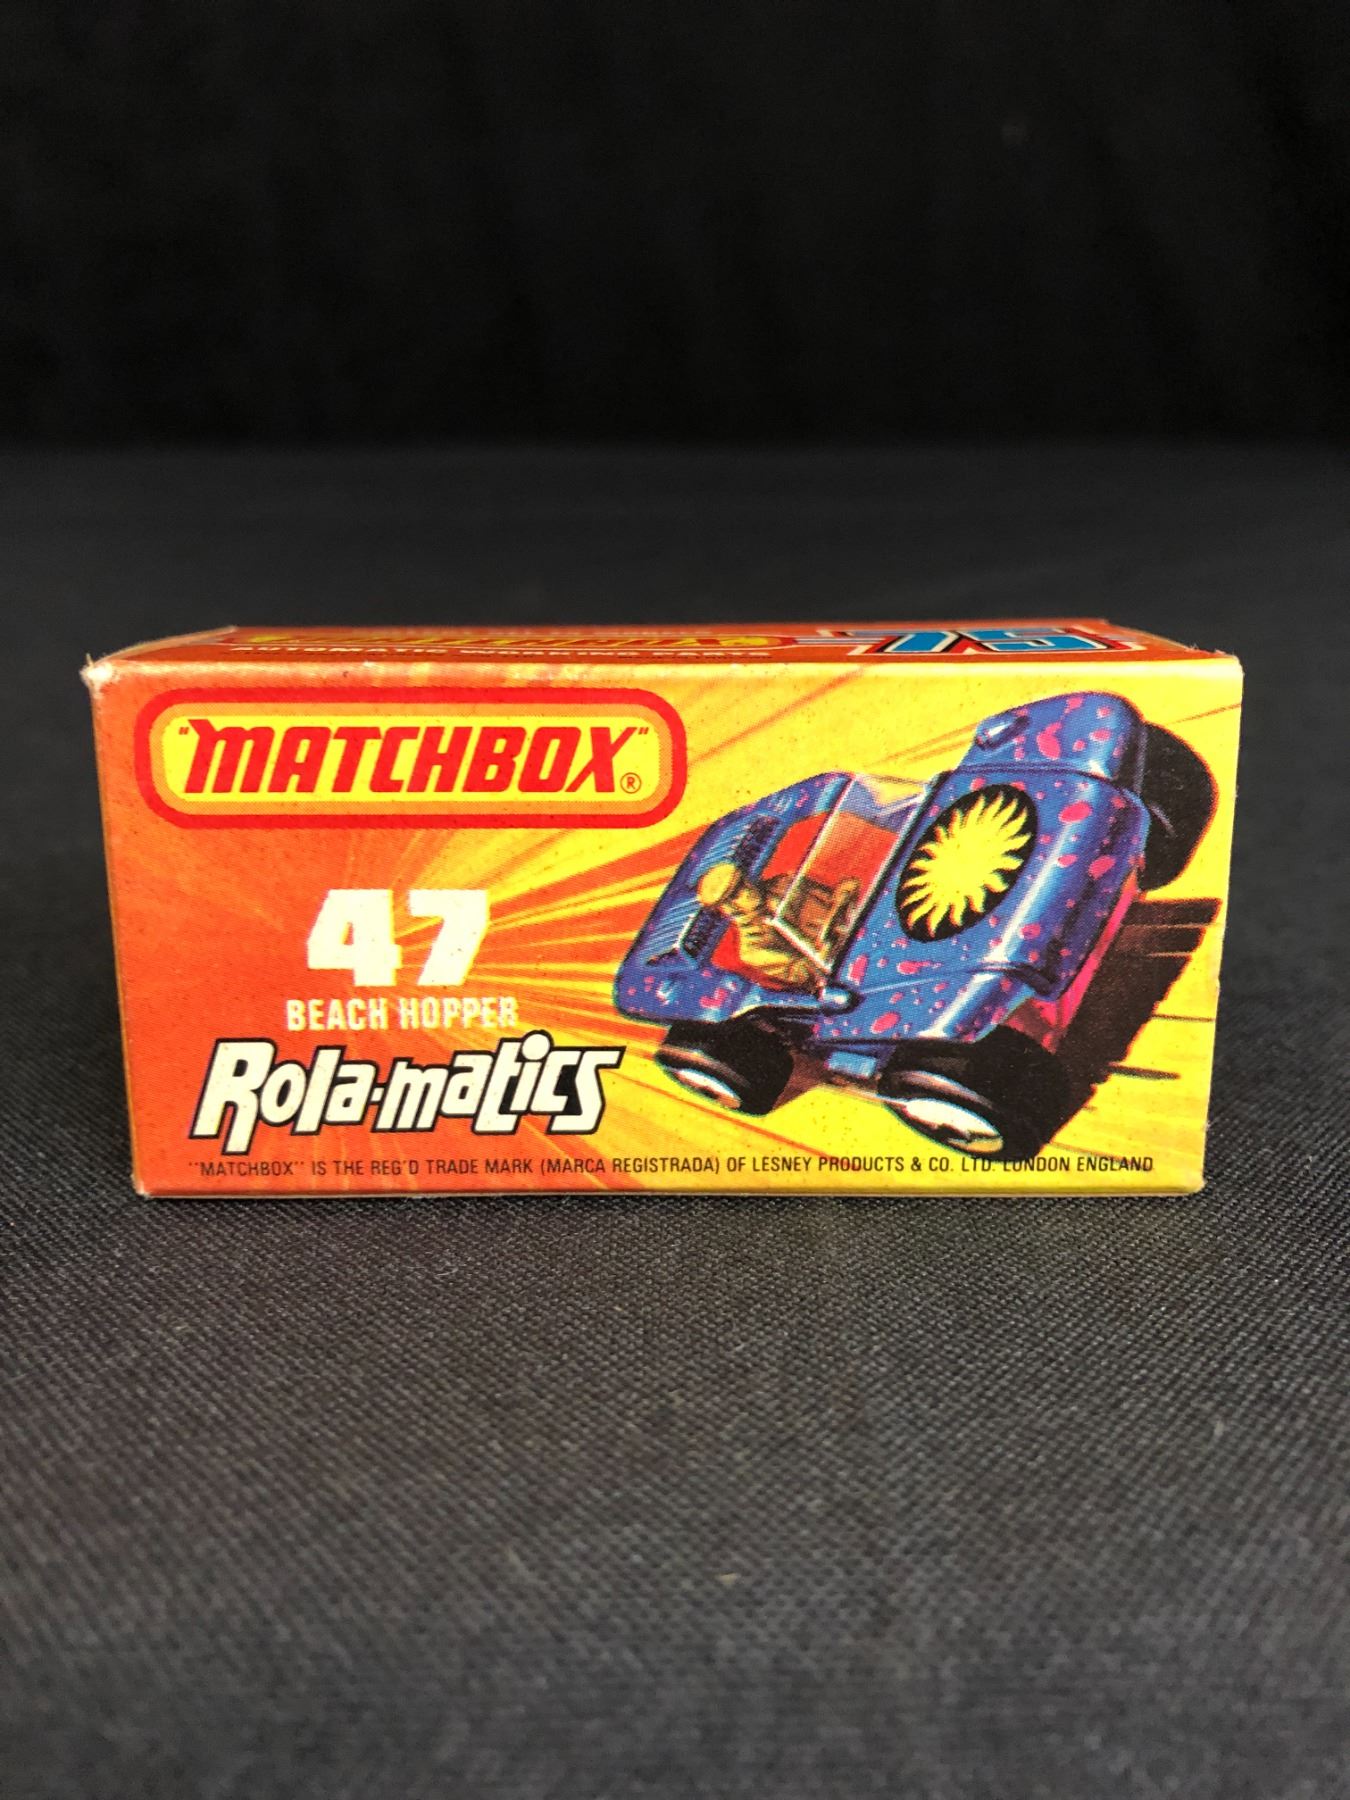 75
"MATCHBOX"®
47
BEACH HOPPER
Rola-matics
"MATCHBOX" IS THE REG'D TRADE MARK (MARCA REGISTRADA) OF LESNEY PRODUCTS & CO. LTD. LONDON ENGLAND